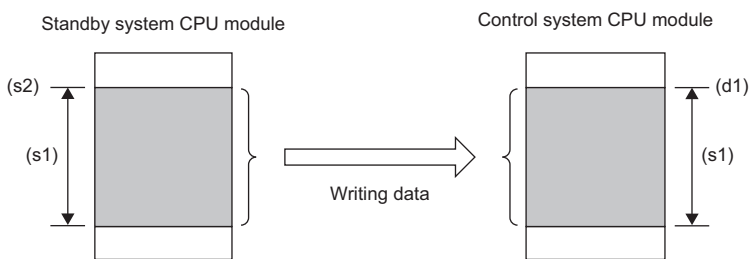 Standby system CPU module
Control system CPU module
(s2)
(d1)
(s1)
(s1)
Writing data